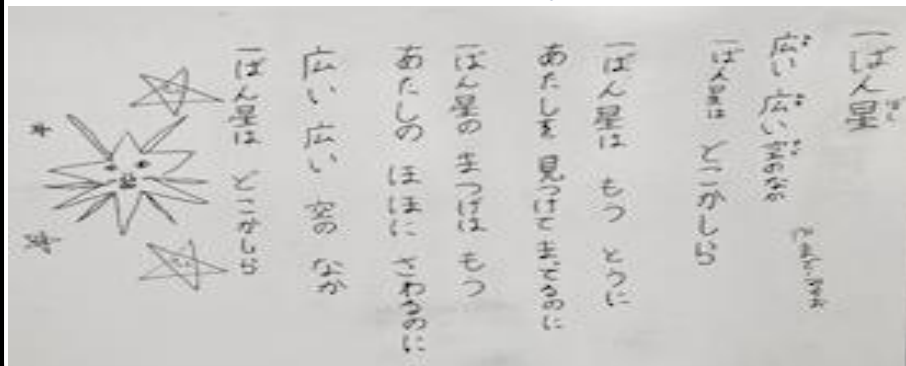 一ばん星
ぼし
広い 広い 空のなか
一ばん星は どこかしら
一ばん星は もう とうに
あたしを 見つけて まってるのに
一ばん星の まつげは もう
あたしの ほほに さわるのに
広い 広い 空の なか
一ばん星は どこかしら